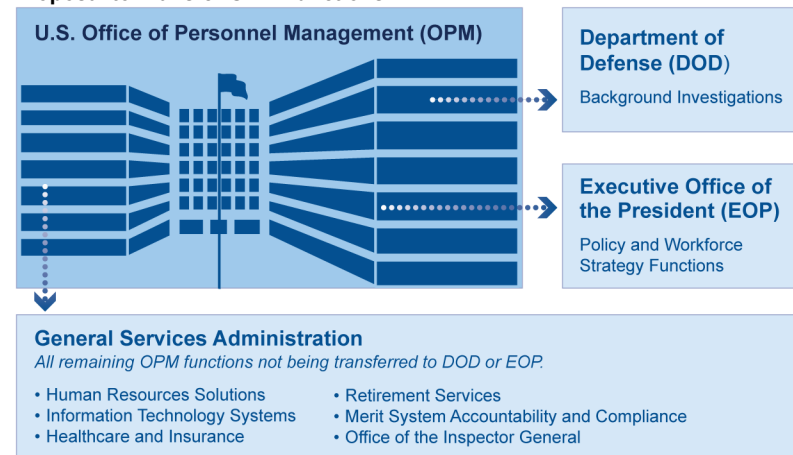 U.S. Office of Personnel Management (OPM)
Department of
Defense (DOD)
Background Investigations
Executive Office of
the President (EOP)
Policy and Workforce
Strategy Functions
General Services Administration
All remaining OPM functions not being transferred to DOD or EOP.
• Human Resources Solutions
• Information Technology Systems
• Healthcare and Insurance
• Retirement Services
• Merit System Accountability and Compliance
• Office of the Inspector General